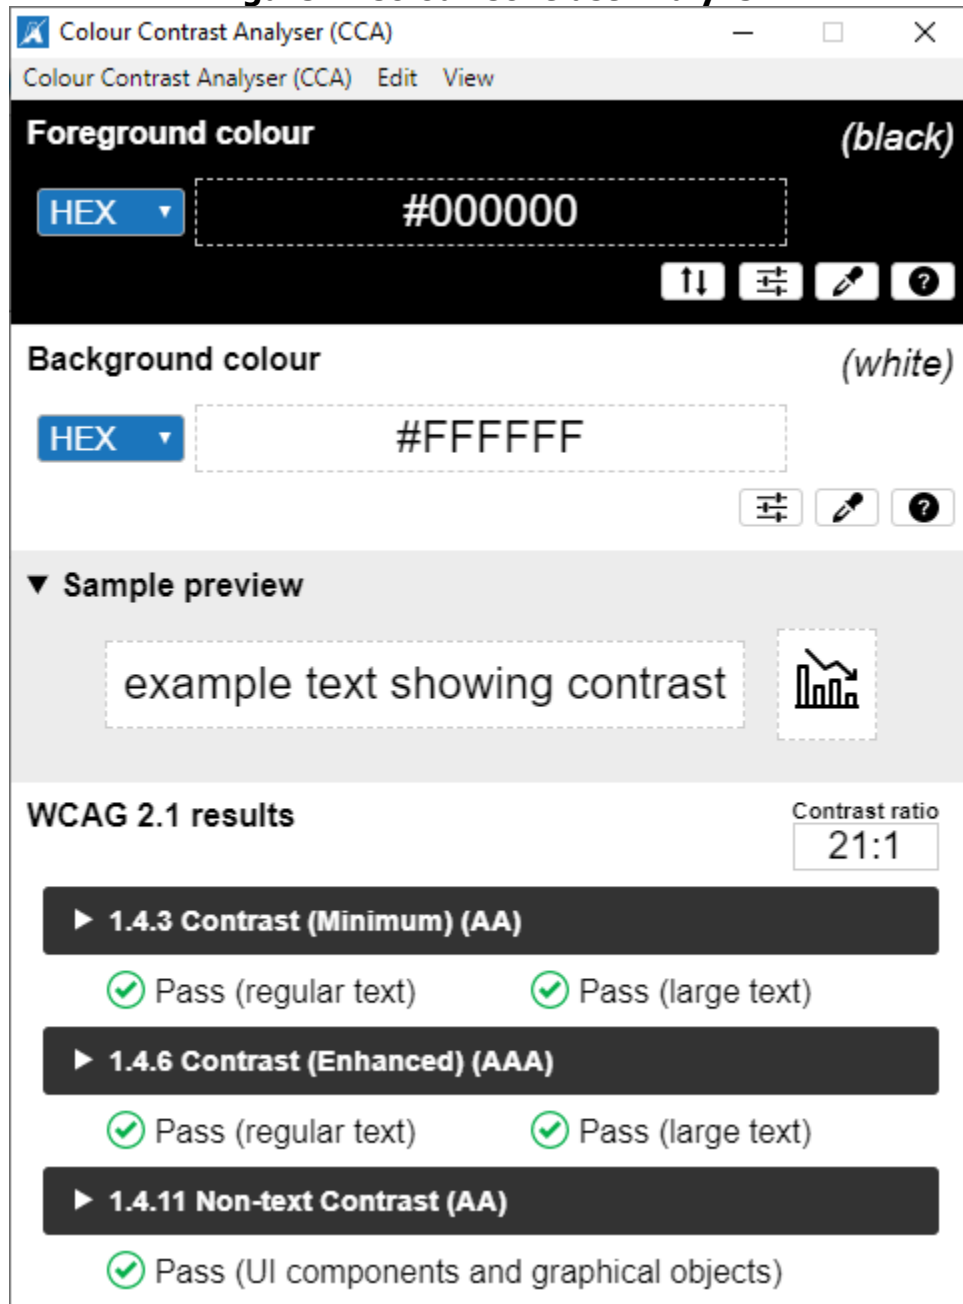 Colour Contrast Analyser (CCA)
Colour Contrast Analyser (CCA) Edit View
Foreground colour (black)
HEX #000000
Background colour (white)
HEX #FFFFFF
Sample preview
example text showing contrast
WCAG 2.1 results Contrast ratio
21:1
1.4.3 Contrast (Minimum) (AA)
Pass (regular text) Pass (large text)
1.4.6 Contrast (Enhanced) (AAA)
Pass (regular text) Pass (large text)
1.4.11 Non-text Contrast (AA)
Pass (UI components and graphical objects)